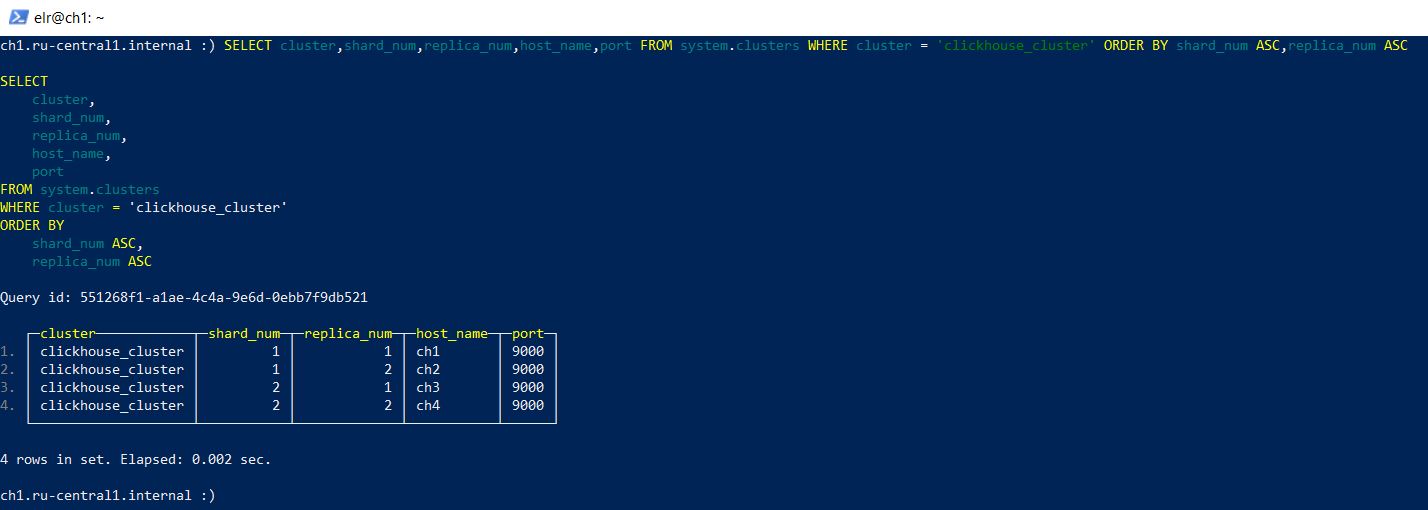 elr@ch1: ~
ch1.ru-central1.internal :) SELECT cluster,shard_num,replica_num,host_name,port FROM system.clusters WHERE cluster = 'clickhouse_cluster' ORDER BY shard_num ASC,replica_num ASC
SELECT
    cluster,
    shard_num,
    replica_num,
    host_name,
    port
FROM system.clusters
WHERE cluster = 'clickhouse_cluster'
ORDER BY
    shard_num ASC,
    replica_num ASC
Query id: 551268f1-a1ae-4c4a-9e6d-0ebb7f9db521
cluster shard_num replica_num host_name port
1. clickhouse_cluster 1 1 ch1 9000
2. clickhouse_cluster 1 2 ch2 9000
3. clickhouse_cluster 2 1 ch3 9000
4. clickhouse_cluster 2 2 ch4 9000
4 rows in set. Elapsed: 0.002 sec.
ch1.ru-central1.internal :)